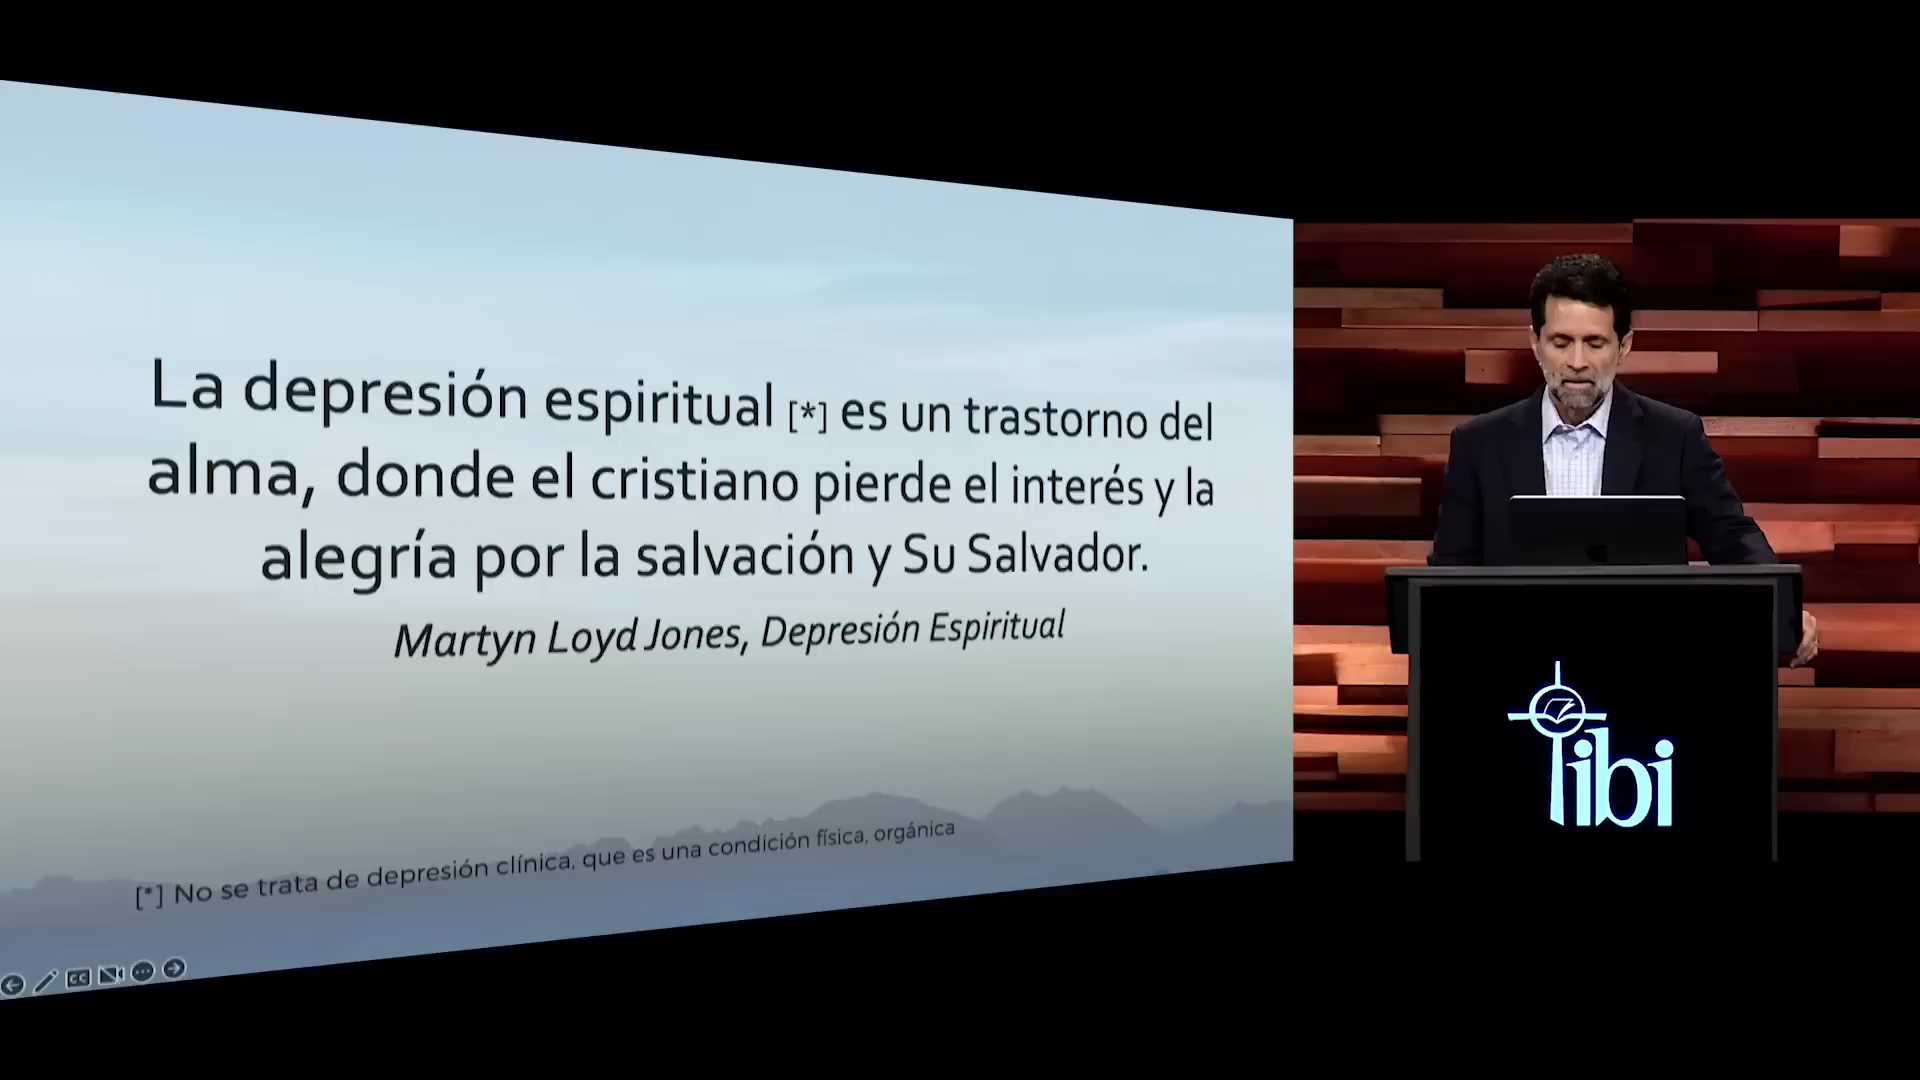 La depresión espiritual [*] es un trastorno del
alma, donde el cristiano pierde el interés y la
alegría por la salvación y Su Salvador.
Martyn Loyd Jones, Depresión Espiritual
[*] No se trata de depresión clínica, que es una condición física, orgánica
CC
ibi